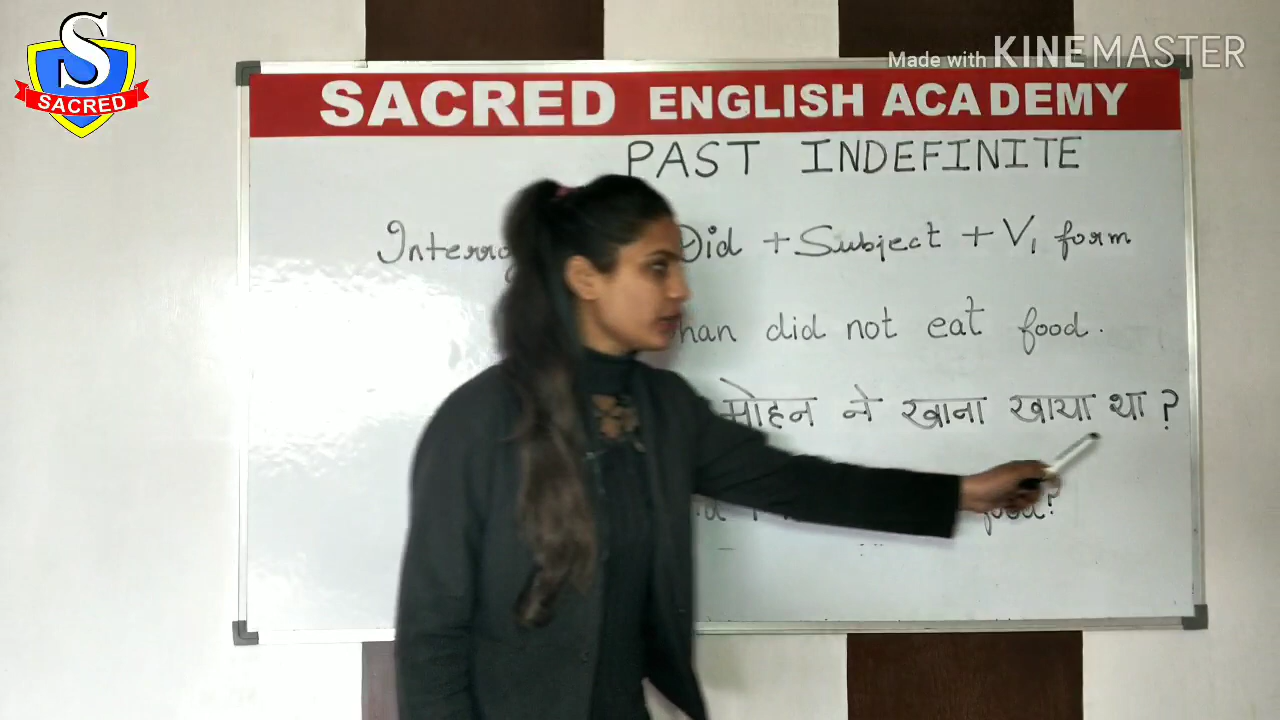 S
SACRED
Made with KINEMASTER
SACRED ENGLISH ACADEMY
PAST INDEFINITE
Did + Subject + V1 form
did not eat food.
मोहन ने खाना खाया था ?
food?